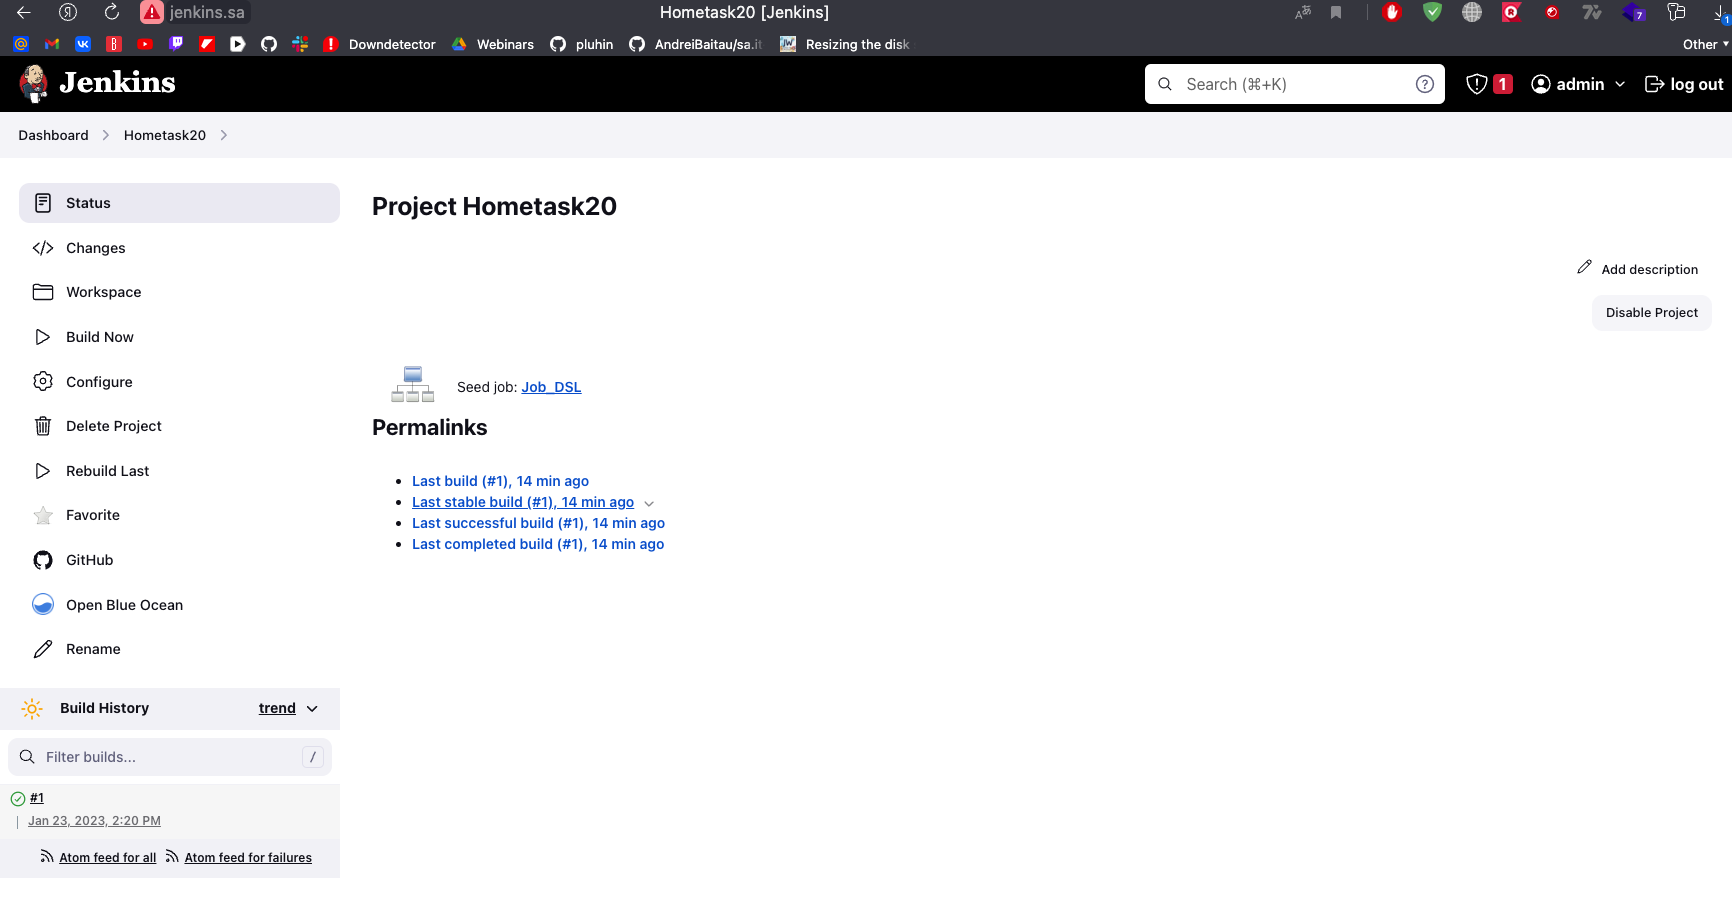 jenkins.sa
Hometask20 [Jenkins]
7
1
Downdetector
Webinars
pluhin
AndreiBaitau/sa.it
Resizing the disk
Other
Jenkins
Search (⌘+K)
1
admin
log out
Dashboard
Hometask20
Status
Changes
Workspace
Build Now
Configure
Delete Project
Rebuild Last
Favorite
GitHub
Open Blue Ocean
Rename
Build History
trend
Filter builds...
/
#1
Jan 23, 2023, 2:20 PM
Atom feed for all
Atom feed for failures
Project Hometask20
Add description
Disable Project
Seed job: Job_DSL
Permalinks
Last build (#1), 14 min ago
Last stable build (#1), 14 min ago
Last successful build (#1), 14 min ago
Last completed build (#1), 14 min ago